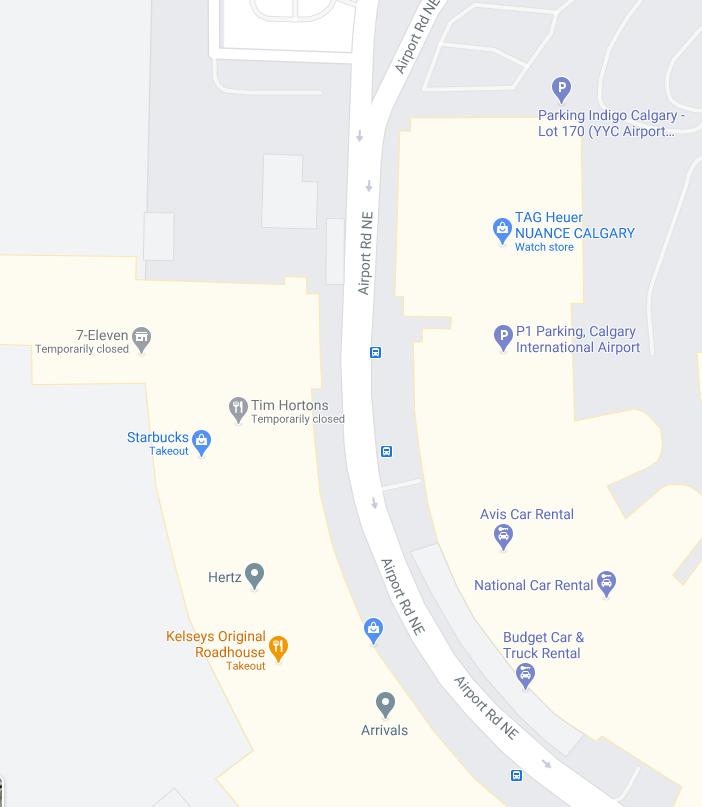 Airport Rd NE
Parking Indigo Calgary -
Lot 170 (YYC Airport...
TAG Heuer
NUANCE CALGARY
Watch store
Airport Rd NE
7-Eleven
Temporarily closed
P1 Parking, Calgary
International Airport
Tim Hortons
Temporarily closed
Starbucks
Takeout
Avis Car Rental
Hertz
Airport Rd NE
National Car Rental
Kelseys Original
Roadhouse
Takeout
Budget Car &
Truck Rental
Airport Rd NE
Arrivals